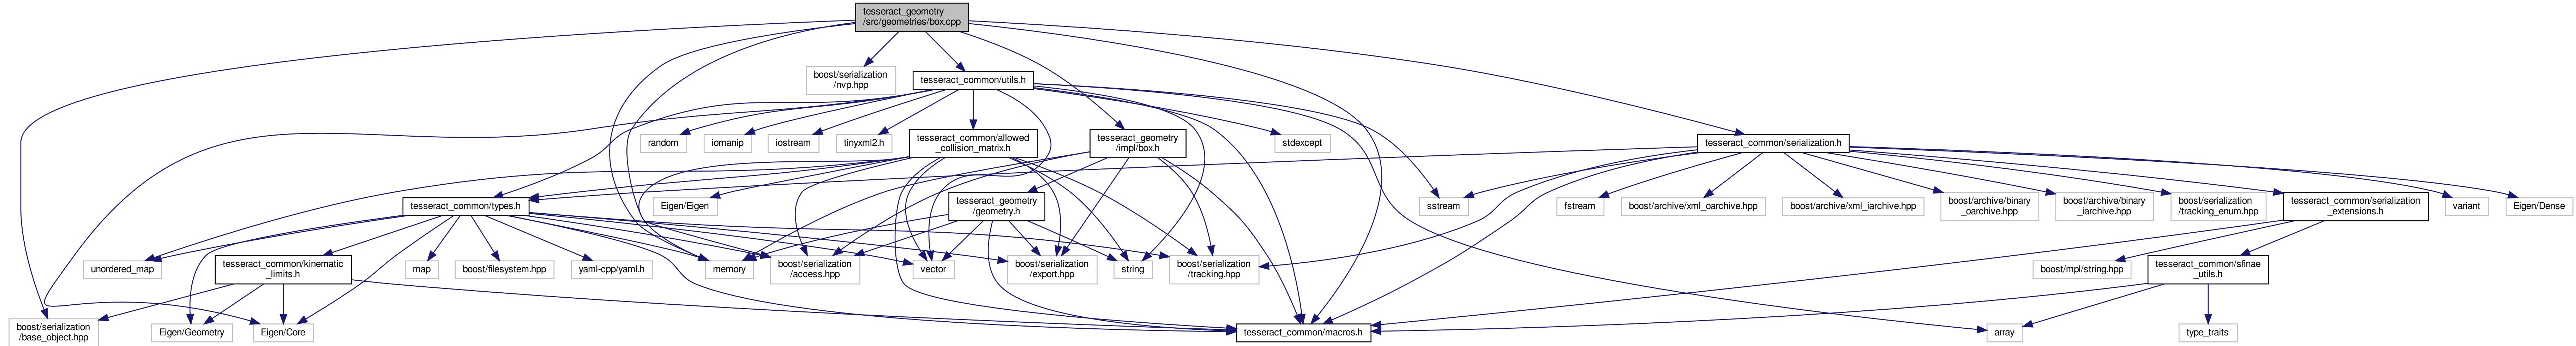 tesseract_geometry
/src/geometries/box.cpp
boost/serialization
/nvp.hpp
tesseract_common/utils.h
random
iomanip
iostream
tinyxml2.h
tesseract_common/allowed
_collision_matrix.h
tesseract_geometry
/impl/box.h
stdexcept
tesseract_common/serialization.h
tesseract_common/types.h
Eigen/Eigen
tesseract_geometry
/geometry.h
sstream
fstream
boost/archive/xml_oarchive.hpp
boost/archive/xml_iarchive.hpp
boost/archive/binary
_oarchive.hpp
boost/archive/binary
_iarchive.hpp
boost/serialization
/tracking_enum.hpp
tesseract_common/serialization
_extensions.h
variant
Eigen/Dense
unordered_map
tesseract_common/kinematic
_limits.h
map
boost/filesystem.hpp
yaml-cpp/yaml.h
memory
boost/serialization
/access.hpp
vector
boost/serialization
/export.hpp
string
boost/serialization
/tracking.hpp
boost/mpl/string.hpp
tesseract_common/sfinae
_utils.h
boost/serialization
/base_object.hpp
Eigen/Geometry
Eigen/Core
tesseract_common/macros.h
array
type_traits